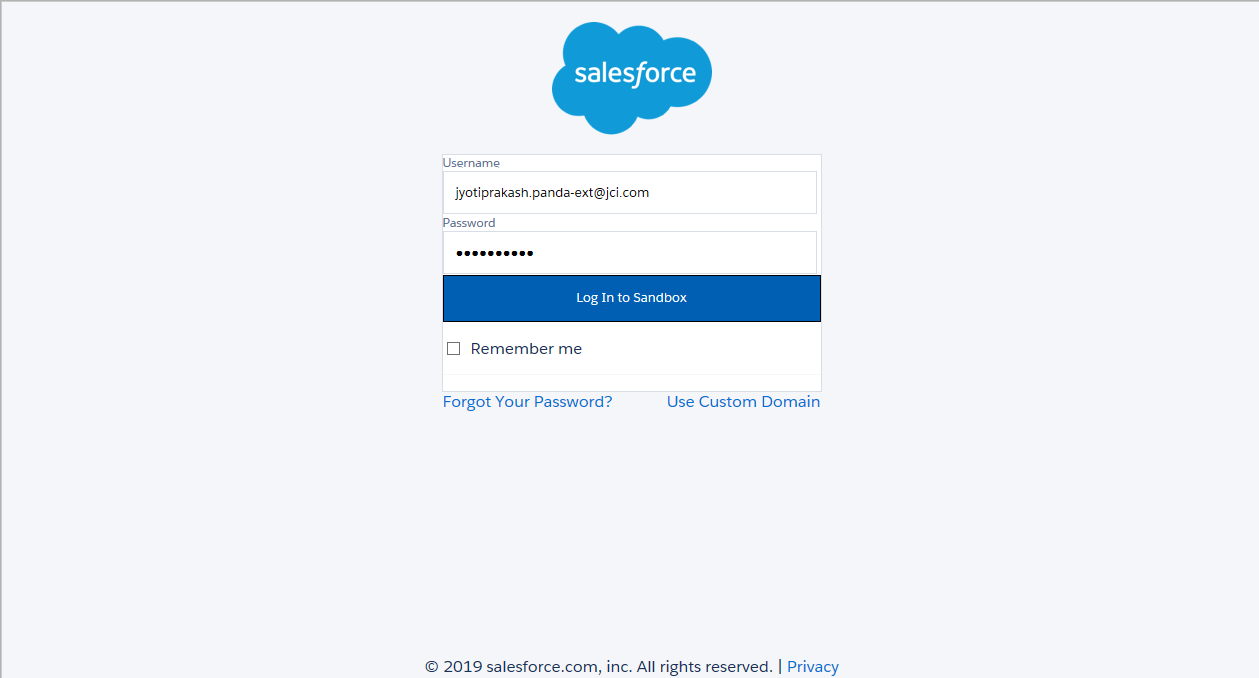 salesforce
Username
jyotiprakash.panda-ext@jci.com
Password
••••••••••
Log In to Sandbox
Remember me
Forgot Your Password? Use Custom Domain
© 2019 salesforce.com, inc. All rights reserved. | Privacy